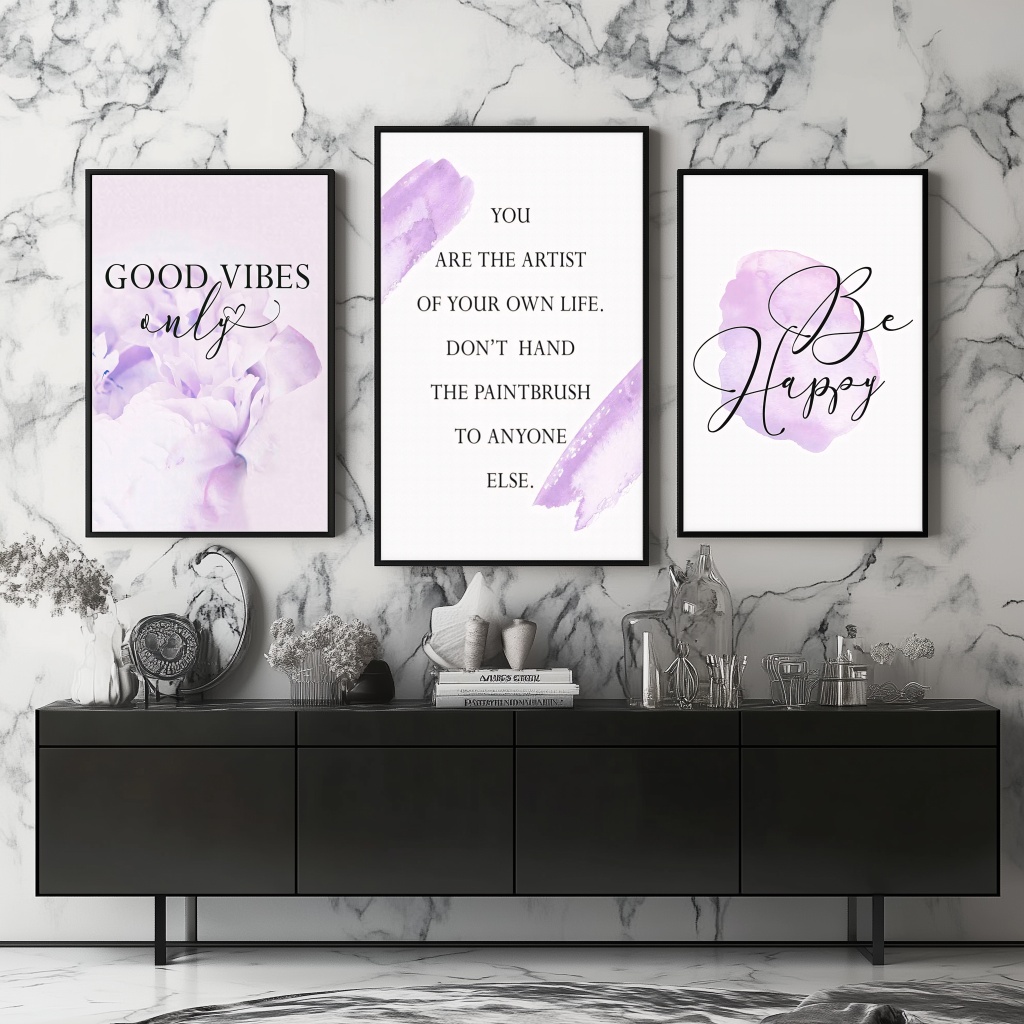 GOOD VIBES
only
YOU
ARE THE ARTIST
OF YOUR OWN LIFE.
DON’T HAND
THE PAINTBRUSH
TO ANYONE
ELSE.
Be
Happy